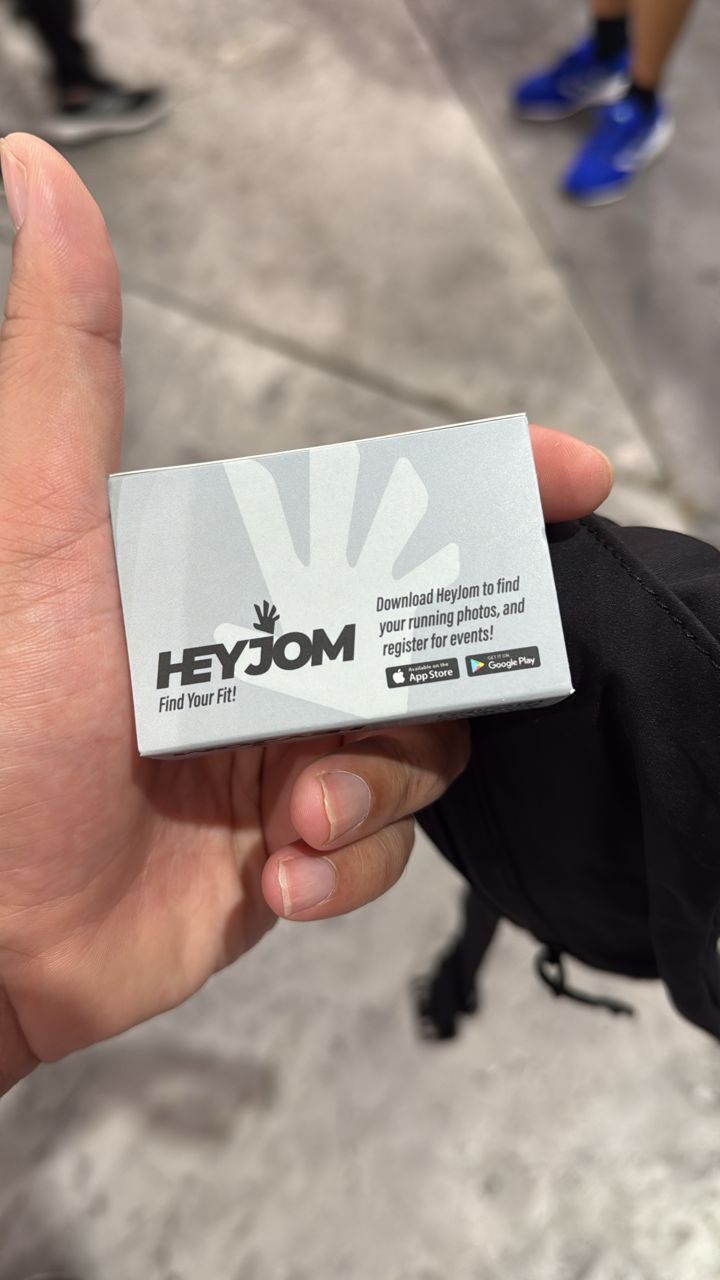 HEYJOM
Find Your Fit!
Download HeyJom to find
your running photos, and
register for events!
Available on the
App Store
GET IT ON
Google Play